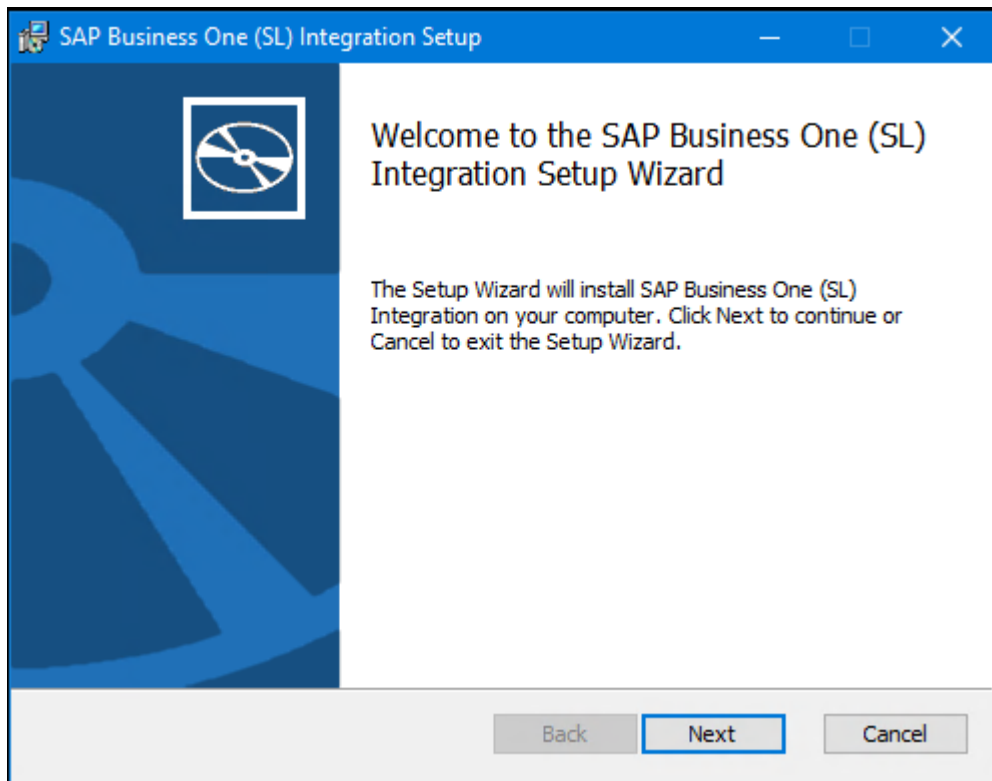 SAP Business One (SL) Integration Setup
Welcome to the SAP Business One (SL)
Integration Setup Wizard
The Setup Wizard will install SAP Business One (SL)
Integration on your computer. Click Next to continue or
Cancel to exit the Setup Wizard.
Back Next Cancel